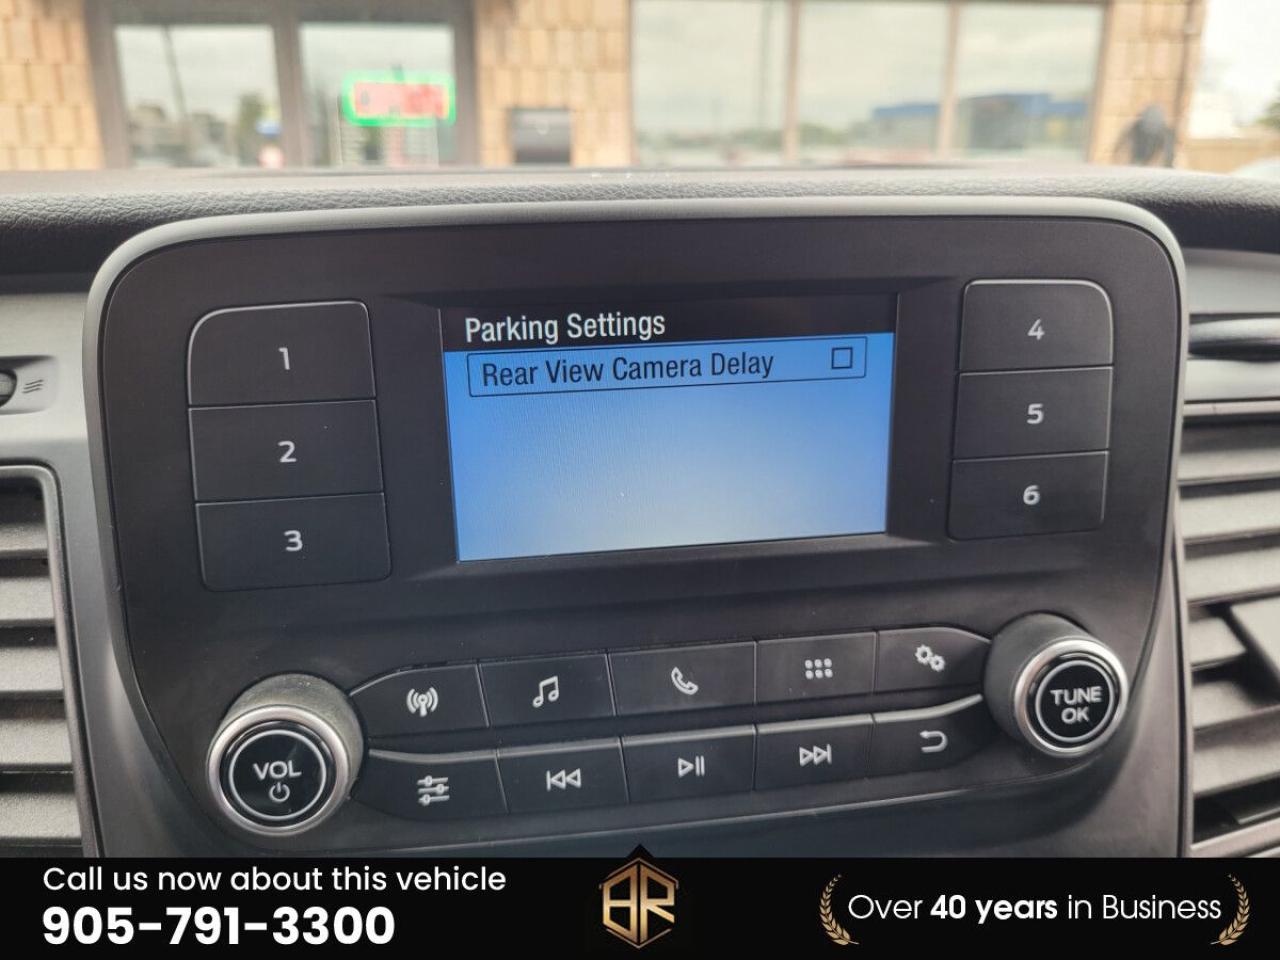 Parking Settings
Rear View Camera Delay
1
2
3
4
5
6
VOL
TUNE
OK
Call us now about this vehicle
905-791-3300
BR
Over 40 years in Business